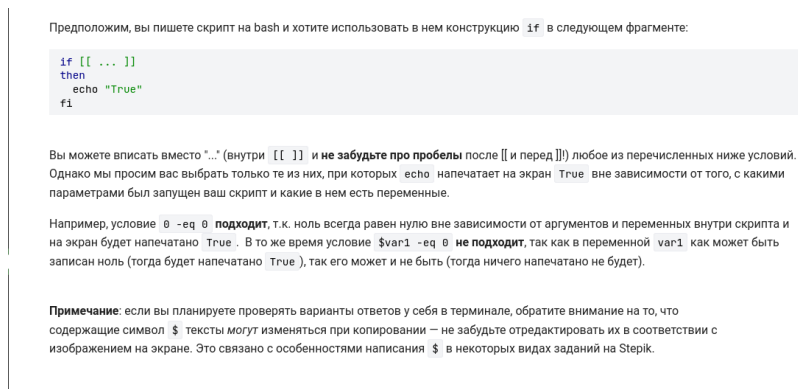 Предположим, вы пишете скрипт на bash и хотите использовать в нем конструкцию if в следующем фрагменте:
if [[ ... ]]
then
echo "True"
fi
Вы можете вписать вместо "..." (внутри [[ ]] и не забудьте про пробелы после [[ и перед ]]!) любое из перечисленных ниже условий.
Однако мы просим вас выбрать только те из них, при которых echo напечатает на экран True вне зависимости от того, с какими
параметрами был запущен ваш скрипт и какие в нем есть переменные.
Например, условие 0 -eq 0 подходит, т.к. ноль всегда равен нулю вне зависимости от аргументов и переменных внутри скрипта и
на экран будет напечатано True . В то же время условие $var1 -eq 0 не подходит, так как в переменной var1 как может быть
записан ноль (тогда будет напечатано True ), так его может и не быть (тогда ничего напечатано не будет).
Примечание: если вы планируете проверять варианты ответов у себя в терминале, обратите внимание на то, что
содержащие символ $ тексты могут изменяться при копировании — не забудьте отредактировать их в соответствии с
изображением на экране. Это связано с особенностями написания $ в некоторых видах заданий на Stepik.